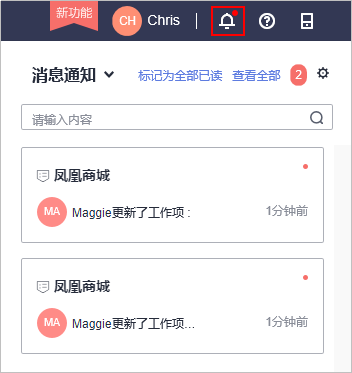 新功能
CH Chris
消息通知 标记为全部已读 查看全部 2
请输入内容
凤凰商城
MA Maggie更新了工作项 : 1分钟前
凤凰商城
MA Maggie更新了工作项... 1分钟前